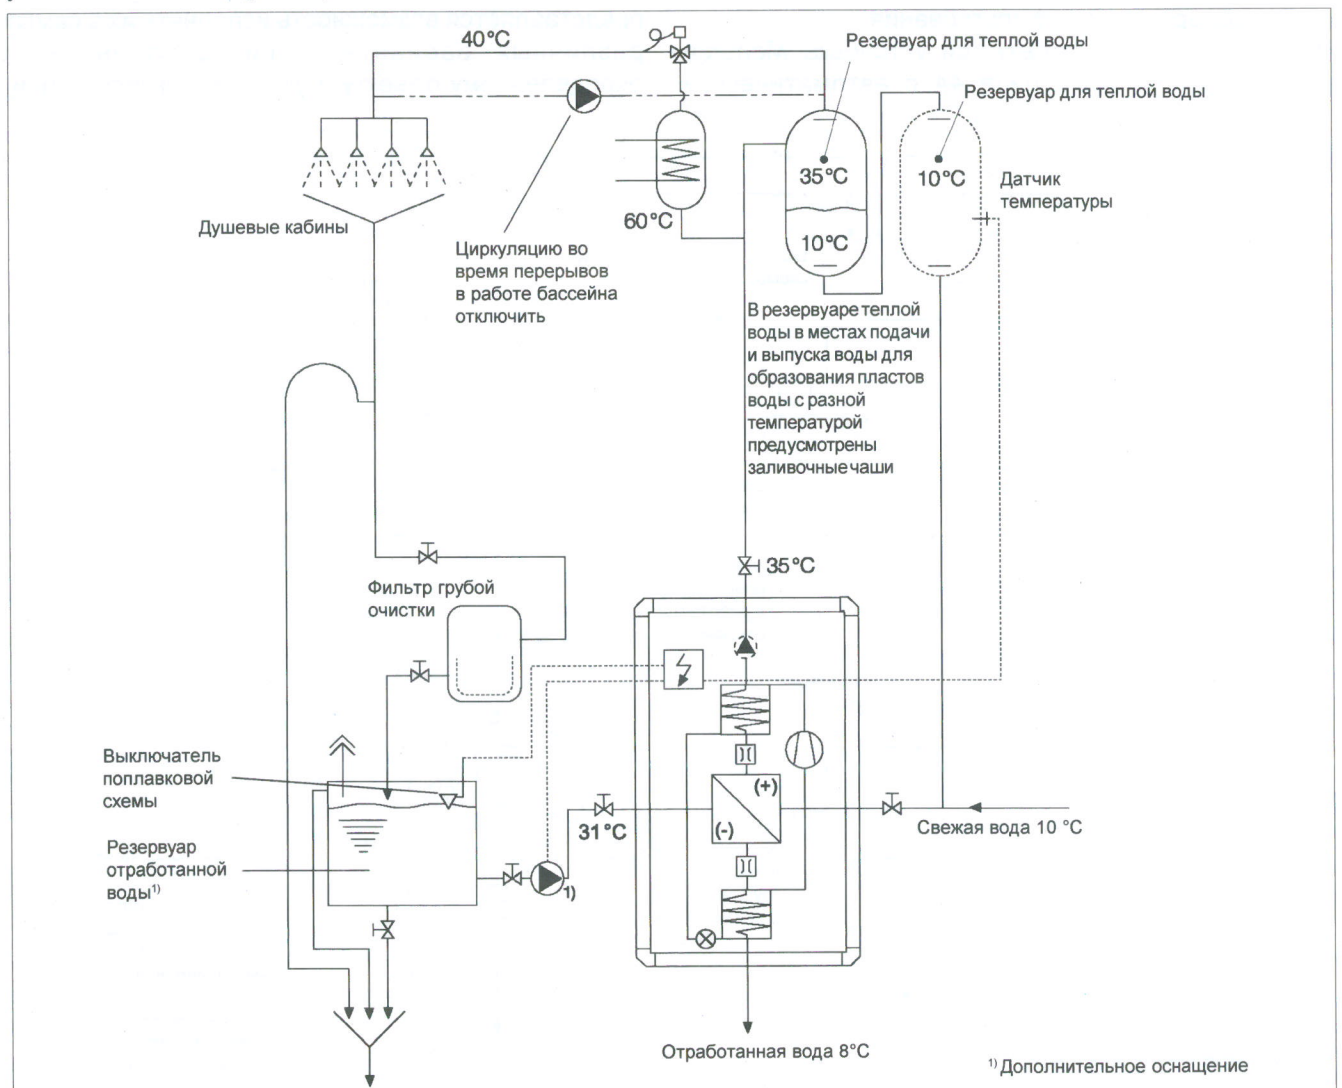 40°C
Резервуар для теплой воды
Резервуар для теплой воды
35°C
10°C
10°C
Датчик
температуры
60°C
Душевые кабины
Циркуляцию во
время перерывов
в работе бассейна
отключить
В резервуаре теплой
воды в местах подачи
и выпуска воды для
образования пластов
воды с разной
температурой
предусмотрены
заливочные чаши
35°C
Фильтр грубой
очистки
Выключатель
поплавковой
схемы
(+)
(-)
31°C
Свежая вода 10 °C
Резервуар
отработанной
воды¹⁾
1)
Отработанная вода 8°C
¹⁾ Дополнительное оснащение